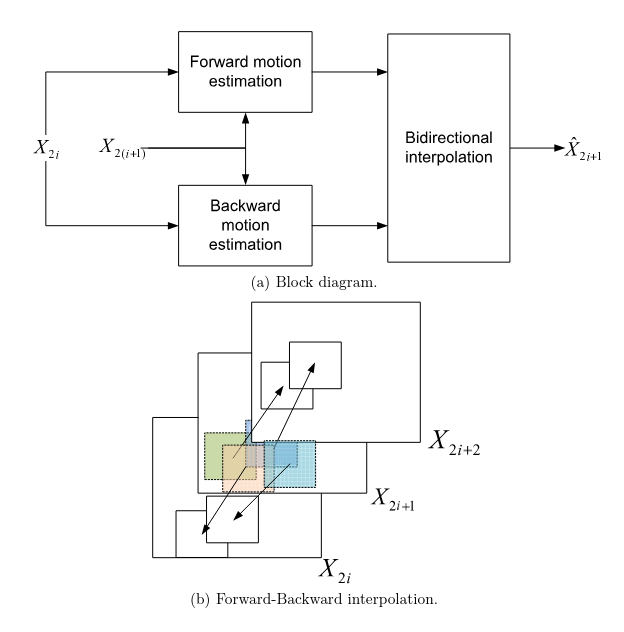 Forward motion
estimation
X_{2i}
X_{2(i+1)}
Bidirectional
interpolation
\hat{X}_{2i+1}
Backward
motion
estimation
(a) Block diagram.
X_{2i+2}
X_{2i+1}
X_{2i}
(b) Forward-Backward interpolation.